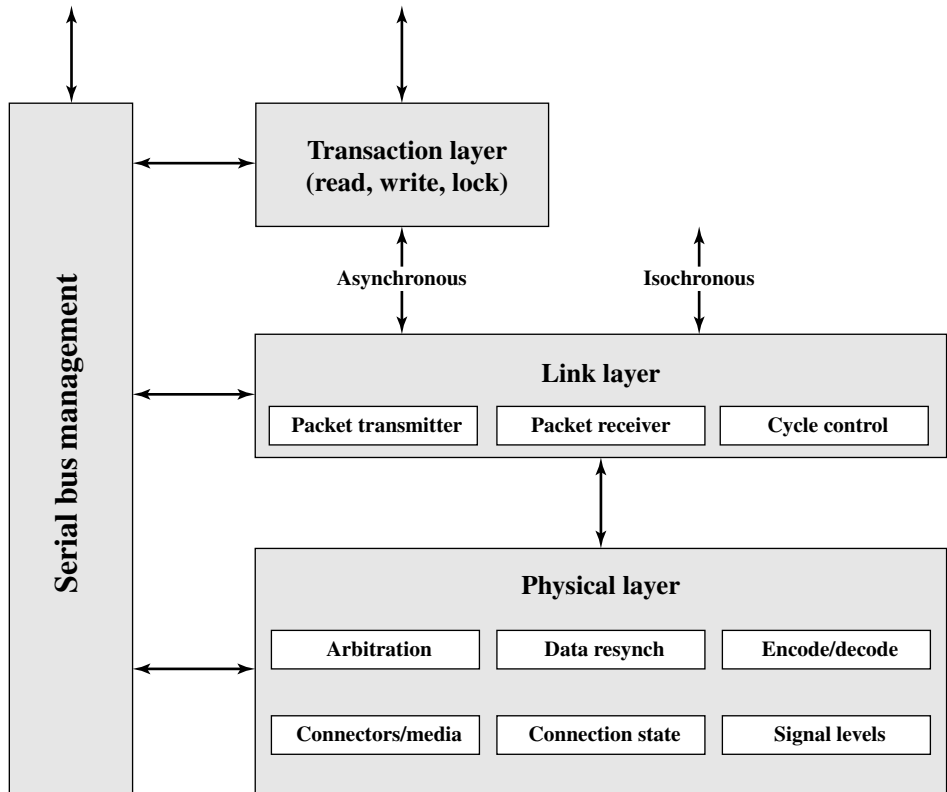 Transaction layer
(read, write, lock)
Asynchronous
Isochronous
Serial bus management
Link layer
Packet transmitter
Packet receiver
Cycle control
Physical layer
Arbitration
Data resynch
Encode/decode
Connectors/media
Connection state
Signal levels